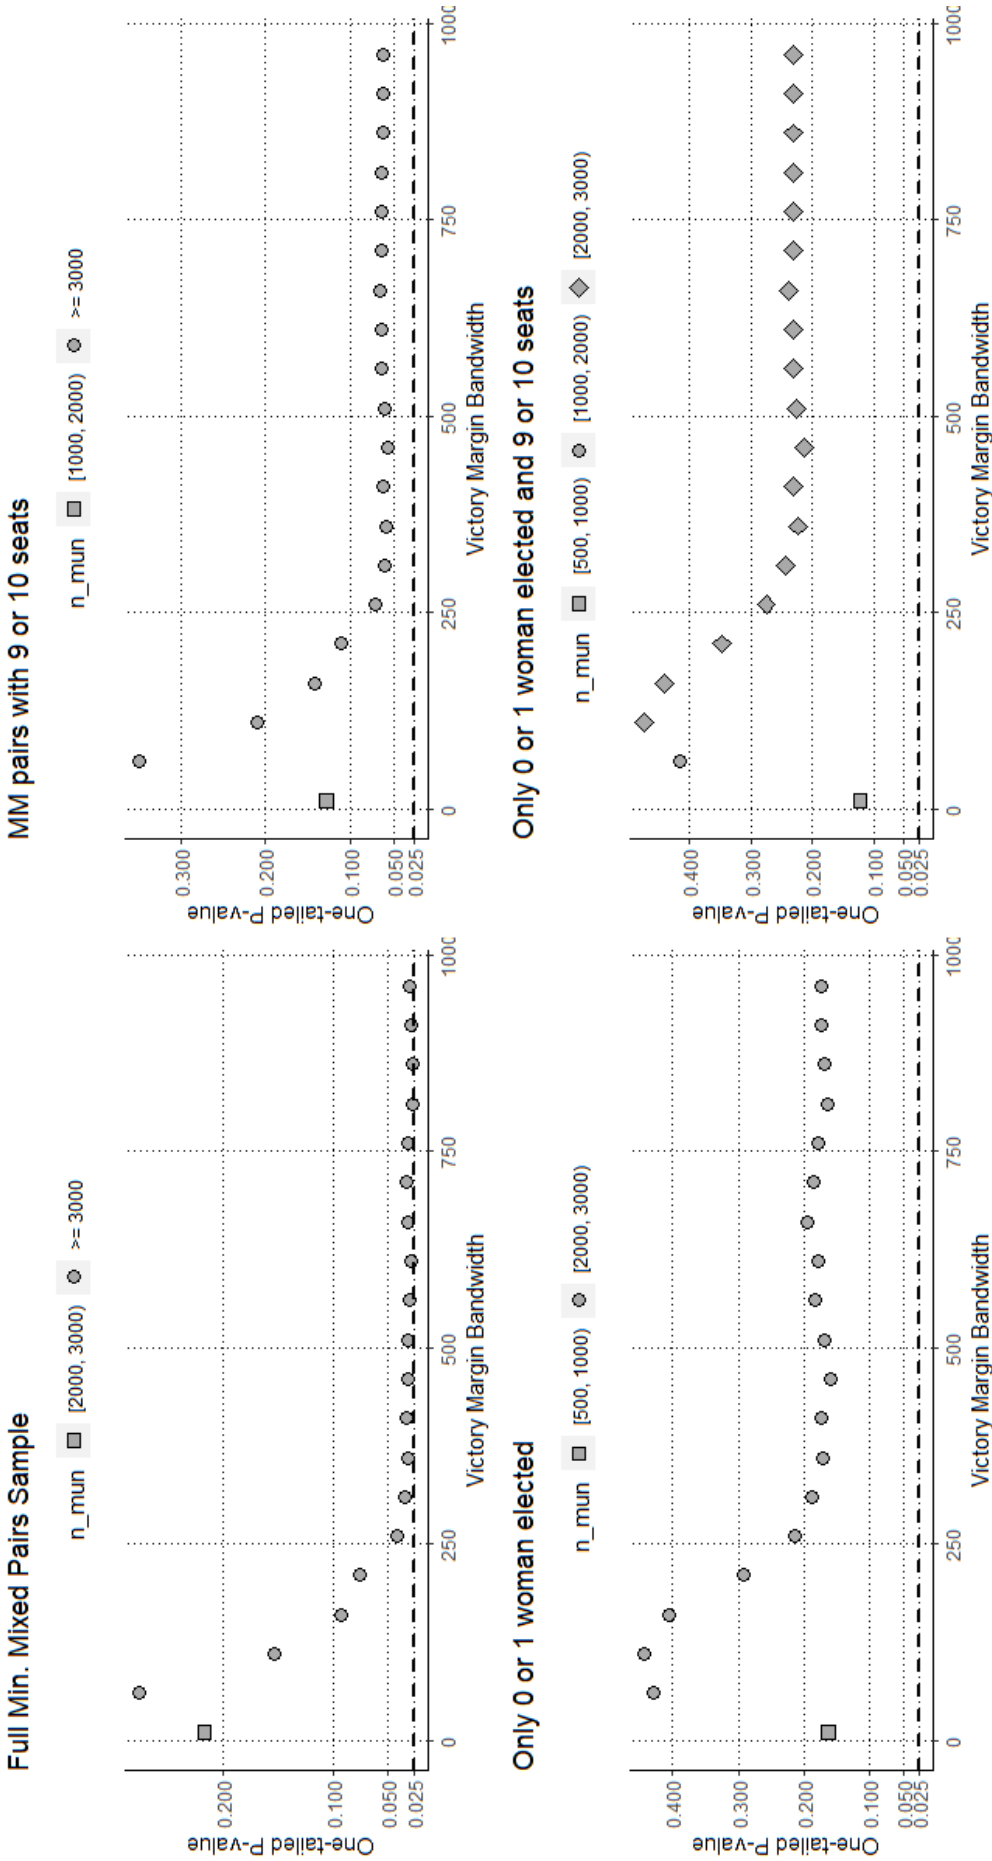 Full Min. Mixed Pairs Sample
n_mun [2000, 3000) >= 3000
One-tailed P-value
0.200
0.100
0.050
0.025
0 250 500 750 1000
Victory Margin Bandwidth
MM pairs with 9 or 10 seats
n_mun [1000, 2000) >= 3000
One-tailed P-value
0.300
0.200
0.100
0.050
0.025
0 250 500 750 1000
Victory Margin Bandwidth
Only 0 or 1 woman elected
n_mun [500, 1000) [2000, 3000)
One-tailed P-value
0.400
0.300
0.200
0.100
0.050
0.025
0 250 500 750 1000
Victory Margin Bandwidth
Only 0 or 1 woman elected and 9 or 10 seats
n_mun [500, 1000) [1000, 2000) [2000, 3000)
One-tailed P-value
0.400
0.300
0.200
0.100
0.050
0.025
0 250 500 750 1000
Victory Margin Bandwidth